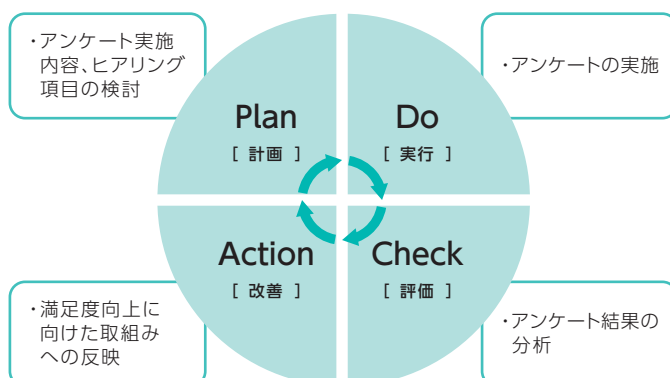 ・アンケート実施
内容、ヒアリング
項目の検討
Plan
[ 計画 ]
Do
[ 実行 ]
・アンケートの実施
Action
[ 改善 ]
Check
[ 評価 ]
・満足度向上に
向けた取組み
への反映
・アンケート結果の
分析